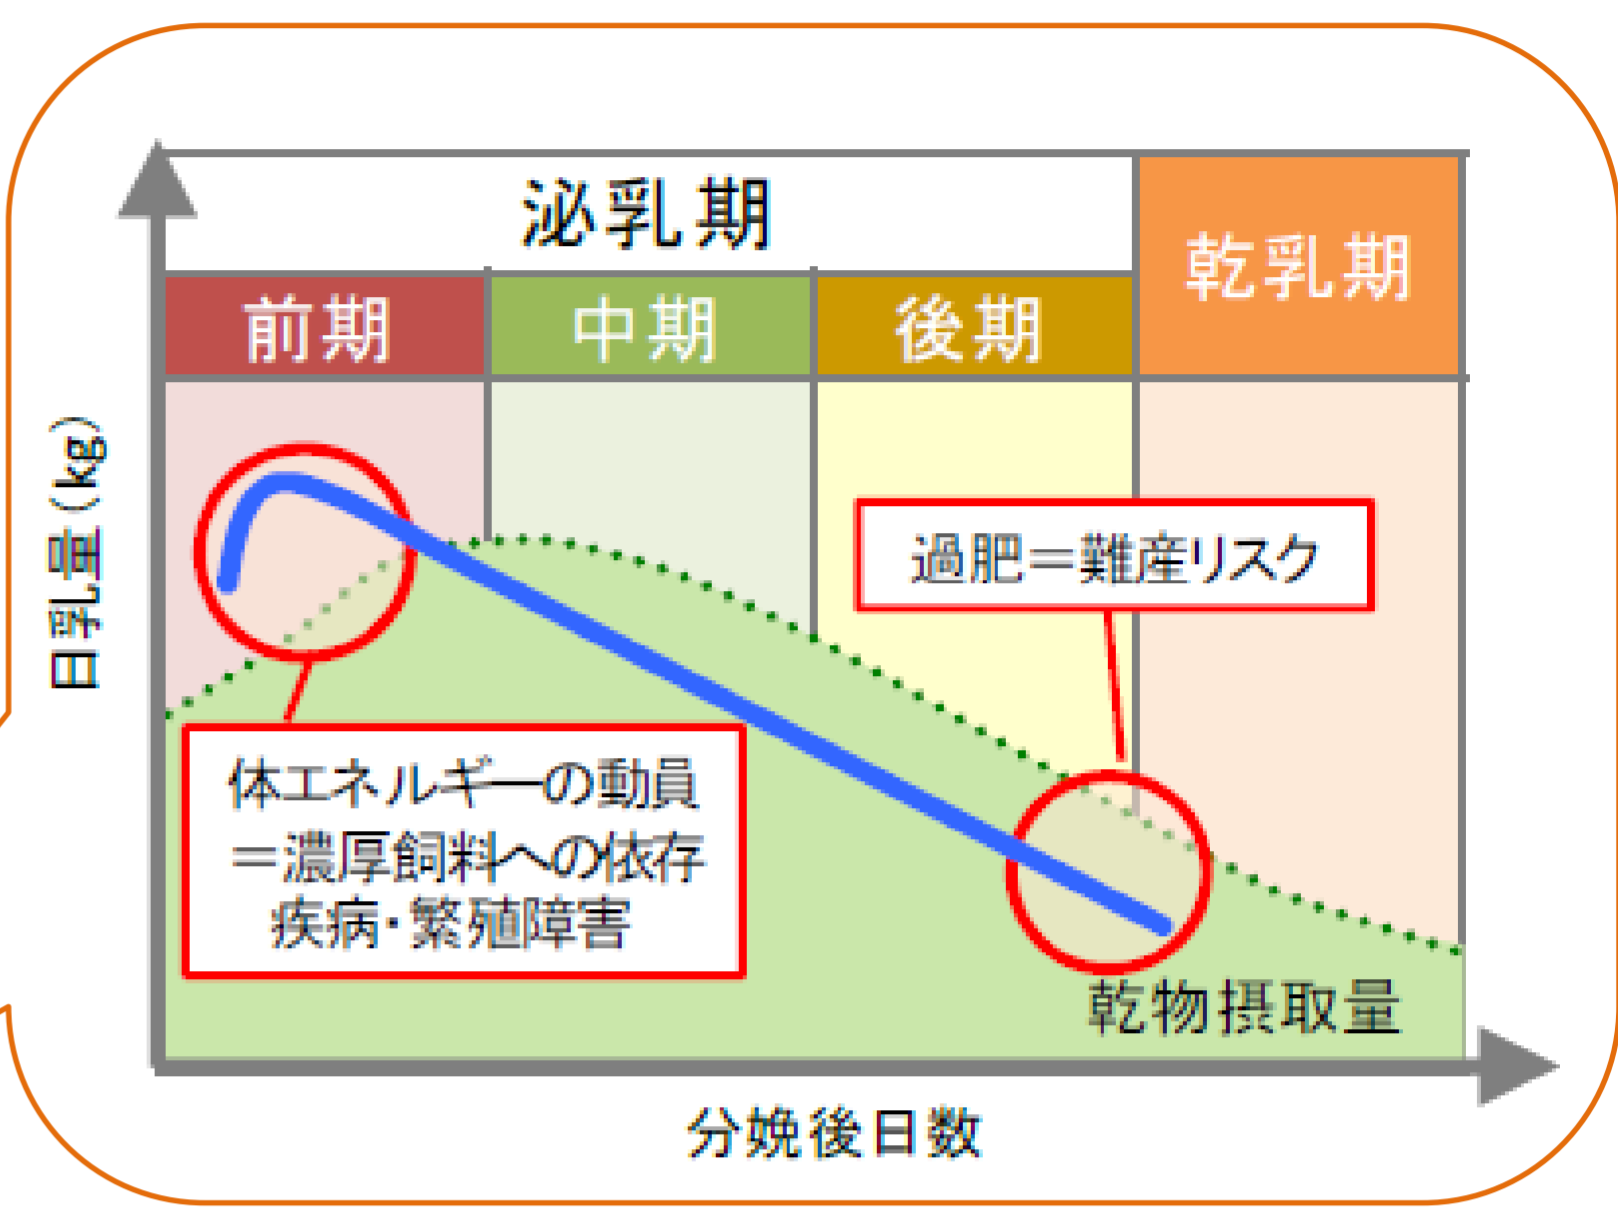 泌乳期
乾乳期
前期
中期
後期
日乳量(kg)
過肥＝難産リスク
体エネルギーの動員
＝濃厚飼料への依存
疾病・繁殖障害
乾物摂取量
分娩後日数